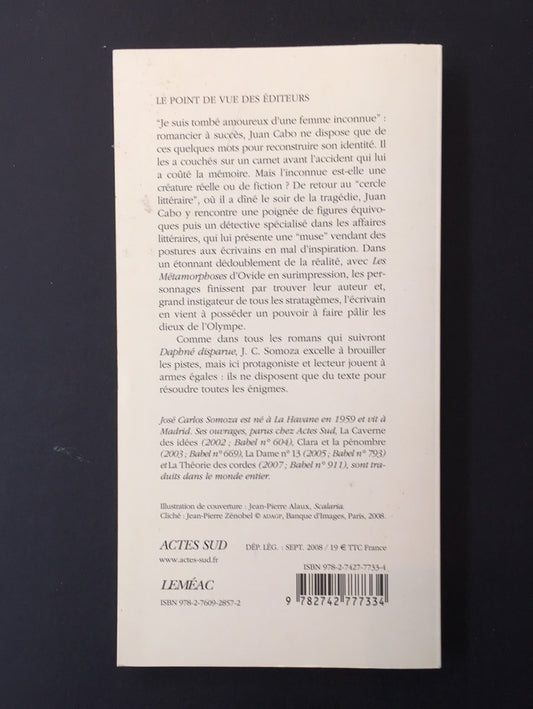 LE POINT DE VUE DES ÉDITEURS
“Je suis tombé amoureux d'une femme inconnue” :
romancier à succès, Juan Cabo ne dispose que de
ces quelques mots pour reconstruire son identité. Il
les a couchés sur un carnet avant l'accident qui lui
a coûté la mémoire. Mais l'inconnue est-elle une
créature réelle ou de fiction ? De retour au “cercle
littéraire”, où il a dîné le soir de la tragédie, Juan
Cabo y rencontre une poignée de figures équivo-
ques puis un détective spécialisé dans les affaires
littéraires, qui lui présente une “muse” vendant des
postures aux écrivains en mal d'inspiration. Dans
un étonnant dédoublement de la réalité, avec Les
Métamorphoses d'Ovide en surimpression, les per-
sonnages finissent par trouver leur auteur et,
grand instigateur de tous les stratagèmes, l'écrivain
en vient à posséder un pouvoir à faire pâlir les
dieux de l'Olympe.
Comme dans tous les romans qui suivront
Daphné disparue, J. C. Somoza excelle à brouiller
les pistes, mais ici protagoniste et lecteur jouent à
armes égales : ils ne disposent que du texte pour
résoudre toutes les énigmes.
José Carlos Somoza est né à La Havane en 1959 et vit à
Madrid. Ses ouvrages, parus chez Actes Sud, La Caverne
des idées (2002 ; Babel n° 604), Clara et la pénombre
(2003 ; Babel n° 669), La Dame n° 13 (2005 ; Babel n° 793)
et La Théorie des cordes (2007 ; Babel n° 911), sont tra-
duits dans le monde entier.
Illustration de couverture : Jean-Pierre Alaux, Scalaria.
Cliché : Jean-Pierre Zénobel © ADAGP, Banque d'Images, Paris, 2008.
ACTES SUD
DÉP. LÉG. : SEPT. 2008 / 19 € TTC France
www.actes-sud.fr
ISBN 978-2-7427-7733-4
LEMÉAC
ISBN 978-2-7609-2857-2
9 782742 777334